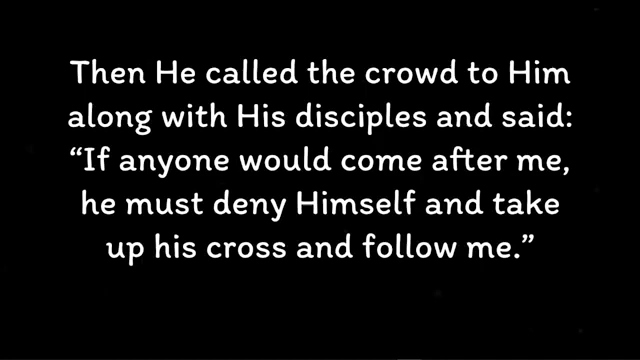 Then He called the crowd to Him
along with His disciples and said:
“If anyone would come after me,
he must deny Himself and take
up his cross and follow me.”